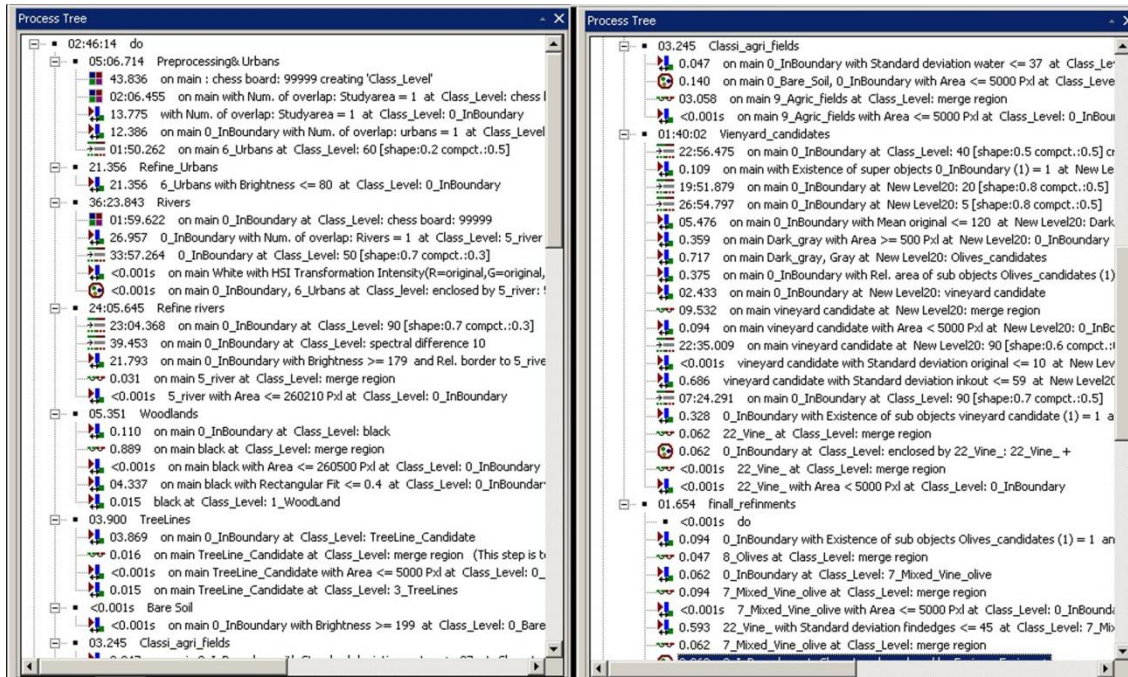 Process Tree
02:46:14 do
05:06.714 Preprocessing& Urbans
43.836 on main : chess board: 99999 creating 'Class_Level'
02:06.455 on main with Num. of overlap: Studyarea = 1 at Class_Level: chess
13.775 with Num. of overlap: Studyarea = 1 at Class_Level: 0_InBoundary
12.386 on main 0_InBoundary with Num. of overlap: urbans = 1 at Class_Level
01:50.262 on main 6_Urbans at Class_Level: 60 [shape:0.2 compct.:0.5]
21.356 Refine_Urbans
21.356 6_Urbans with Brightness <= 80 at Class_Level: 0_InBoundary
36:23.843 Rivers
01:59.622 on main 0_InBoundary at Class_Level: chess board: 99999
26.957 0_InBoundary with Num. of overlap: Rivers = 1 at Class_Level: 5_river
33:57.264 0_InBoundary at Class_Level: 50 [shape:0.7 compct.:0.3]
<0.001s on main White with HSI Transformation Intensity(R=original,G=original,
<0.001s on main 0_InBoundary, 6_Urbans at Class_level: enclosed by 5_river:
24:05.645 Refine rivers
23:04.368 on main 0_InBoundary at Class_Level: 90 [shape:0.7 compct.:0.3]
39.453 on main 0_InBoundary at Class_Level: spectral difference 10
21.793 on main 0_InBoundary with Brightness >= 179 and Rel. border to 5_rive
0.031 on main 5_river at Class_Level: merge region
<0.001s 5_river with Area <= 260210 Pxl at Class_Level: 0_InBoundary
05.351 Woodlands
0.110 on main 0_InBoundary at Class_Level: black
0.889 on main black at Class_Level: merge region
<0.001s on main black with Area <= 260500 Pxl at Class_Level: 0_InBoundary
04.337 on main black with Rectangular Fit <= 0.4 at Class_Level: 0_InBoundar
0.015 black at Class_Level: 1_WoodLand
03.900 TreeLines
03.869 on main 0_InBoundary at Class_Level: TreeLine_Candidate
0.016 on main TreeLine_Candidate at Class_Level: merge region (This step is t
<0.001s on main TreeLine_Candidate with Area <= 5000 Pxl at Class_Level: 0_
0.015 on main TreeLine_Candidate at Class_Level: 3_TreeLines
<0.001s Bare Soil
<0.001s on main 0_InBoundary with Brightness >= 199 at Class_Level: 0_Bare
03.245 Classi_agri_fields
Process Tree
03.245 Classi_agri_fields
0.047 on main 0_InBoundary with Standard deviation water <= 37 at Class_Le
0.140 on main 0_Bare_Soil, 0_InBoundary with Area <= 5000 Pxl at Class_Leve
03.058 on main 9_Agric_fields at Class_Level: merge region
<0.001s on main 9_Agric_fields with Area <= 5000 Pxl at Class_Level: 0_InBou
01:40:02 Vienyard_candidates
22:56.475 on main 0_InBoundary at Class_Level: 40 [shape:0.5 compct.:0.5] cr
0.109 on main with Existence of super objects 0_InBoundary (1) = 1 at New Le
19:51.879 on main 0_InBoundary at New Level20: 20 [shape:0.8 compct.:0.5]
26:54.797 on main 0_InBoundary at New Level20: 5 [shape:0.8 compct.:0.5]
05.476 on main 0_InBoundary with Mean original <= 120 at New Level20: Dark
0.359 on main Dark_gray with Area >= 500 Pxl at New Level20: 0_InBoundary
0.717 on main Dark_gray, Gray at New Level20: Olives_candidates
0.375 on main 0_InBoundary with Rel. area of sub objects Olives_candidates (1)
02.433 on main 0_InBoundary at New Level20: vineyard candidate
09.532 on main vineyard candidate at New Level20: merge region
0.094 on main vineyard candidate with Area < 5000 Pxl at New Level20: 0_InBo
22:35.009 on main vineyard candidate at New Level20: 90 [shape:0.6 compct.:
<0.001s vineyard candidate with Standard deviation original <= 10 at New Lev
0.686 vineyard candidate with Standard deviation inkout <= 59 at New Level20
07:24.291 on main 0_InBoundary at Class_Level: 90 [shape:0.7 compct.:0.5]
0.328 0_InBoundary with Existence of sub objects vineyard candidate (1) = 1 a
0.062 22_Vine_ at Class_Level: merge region
0.062 0_InBoundary at Class_Level: enclosed by 22_Vine_: 22_Vine_ +
<0.001s 22_Vine_ at Class_Level: merge region
<0.001s 22_Vine_ with Area < 5000 Pxl at Class_Level: 0_InBoundary
01.654 finall_refinments
<0.001s do
0.094 0_InBoundary with Existence of sub objects Olives_candidates (1) = 1 an
0.047 8_Olives at Class_Level: merge region
0.062 0_InBoundary at Class_Level: 7_Mixed_Vine_olive
0.094 7_Mixed_Vine_olive at Class_Level: merge region
<0.001s 7_Mixed_Vine_olive with Area <= 5000 Pxl at Class_Level: 0_InBounda
0.593 22_Vine_ with Standard deviation findedges <= 45 at Class_Level: 7_Mix
0.062 7_Mixed_Vine_olive at Class_Level: merge region